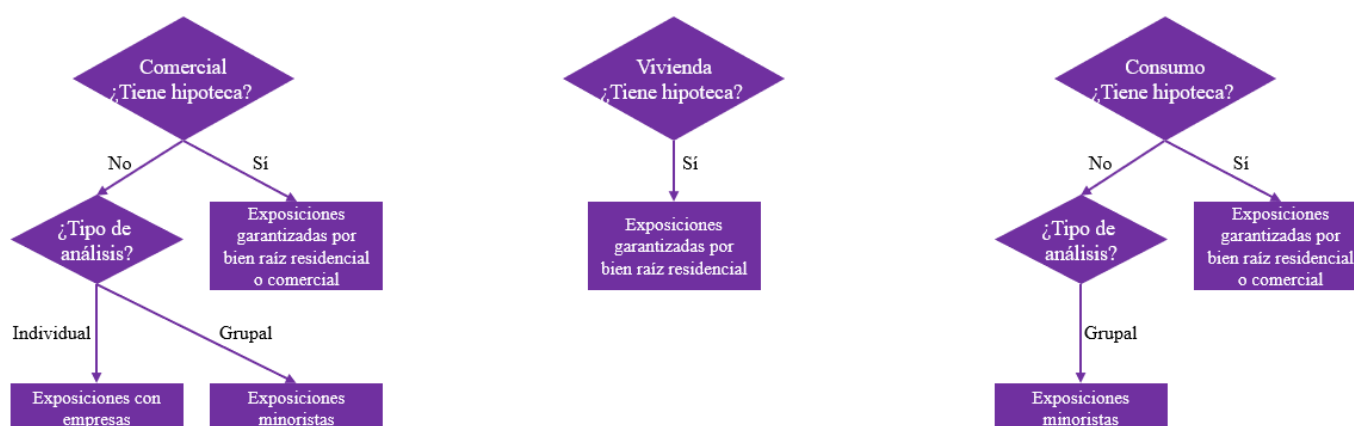 Comercial
¿Tiene hipoteca?
Vivienda
¿Tiene hipoteca?
Consumo
¿Tiene hipoteca?
No
Sí
Sí
No
Sí
¿Tipo de
análisis?
Exposiciones
garantizadas por
bien raíz residencial
o comercial
Exposiciones
garantizadas por
bien raíz residencial
¿Tipo de
análisis?
Exposiciones
garantizadas por
bien raíz residencial
o comercial
Individual
Grupal
Grupal
Exposiciones con
empresas
Exposiciones
minoristas
Exposiciones
minoristas